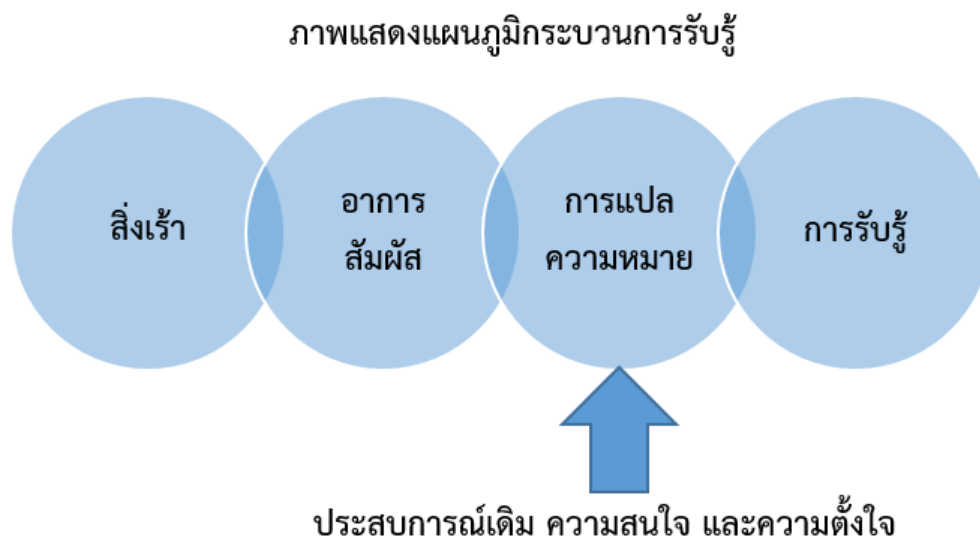 ภาพแสดงแผนภูมิกระบวนการรับรู้
สิ่งเร้า
อาการ
สัมผัส
การแปล
ความหมาย
การรับรู้
ประสบการณ์เดิม ความสนใจ และความตั้งใจ